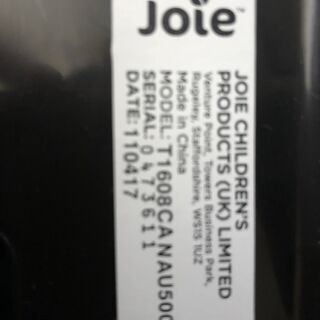 Joie
JOIE CHILDREN'S
PRODUCTS (UK) LIMITED
Venture Point, Towers Business Park,
Rugeley, Staffordshire, WS15 1UZ
Made in China
MODEL: T1608CANAU500
SERIAL: 0473611
DATE: 110417